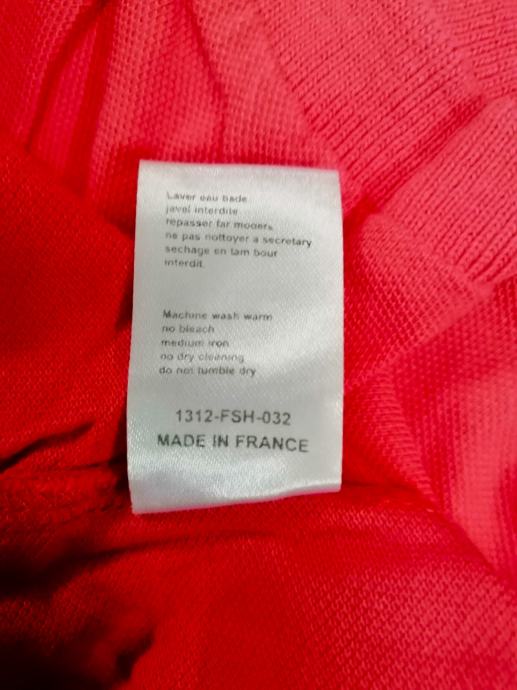 Laver eau bade
javel interdite
repasser far mooers
ne pas nottoyer a secretary
sechage en tam bour
interdit.
Machine wash warm
no bleach
medium iron
no dry cleaning
do not tumble dry
1312-FSH-032
MADE IN FRANCE